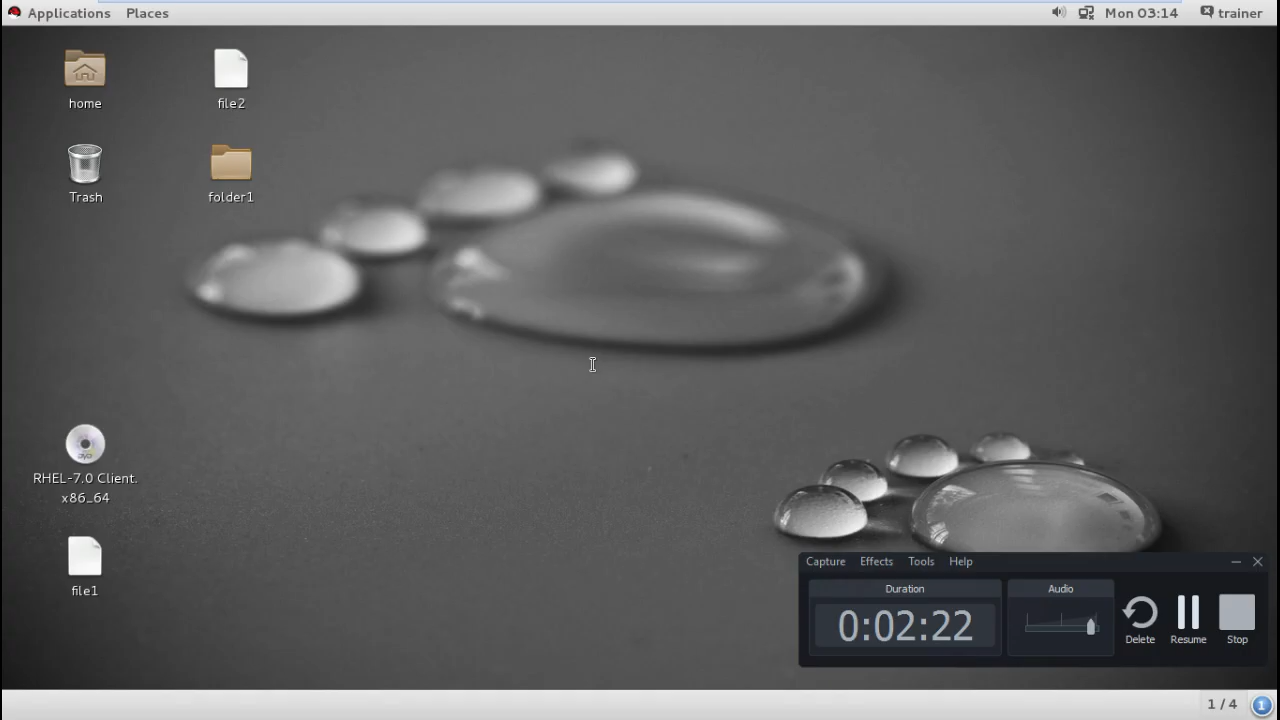 Applications Places Mon 03:14 trainer
home
file2
Trash
folder1
RHEL-7.0 Client.
x86_64
file1
Capture Effects Tools Help
Duration
Audio
0:02:22
Delete
Resume
Stop
1 / 4
1